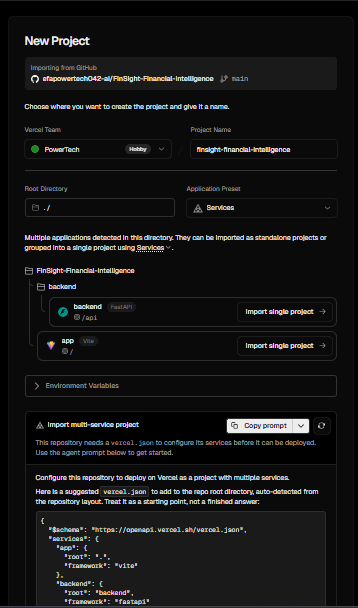 New Project
Importing from GitHub
efapowertech042-ai/FinSight-Financial-Intelligence main
Choose where you want to create the project and give it a name.
Vercel Team Project Name
PowerTech Hobby / finsight-financial-intelligence
Root Directory Application Preset
./ Services
Multiple applications detected in this directory. They can be imported as standalone projects or
grouped into a single project using Services.
FinSight-Financial-Intelligence
backend
backend FastAPI
/api
Import single project →
app Vite
/
Import single project →
Environment Variables
Import multi-service project Copy prompt
This repository needs a vercel.json to configure its services before it can be deployed.
Use the agent prompt below to get started.
Configure this repository to deploy on Vercel as a project with multiple services.
Here is a suggested vercel.json to add to the repo root directory, auto-detected from
the repository layout. Treat it as a starting point, not a finished answer:
{
"$schema": "https://openapi.vercel.sh/vercel.json",
"services": {
"app": {
"root": ".",
"framework": "vite"
},
"backend": {
"root": "backend",
"framework": "fastapi"